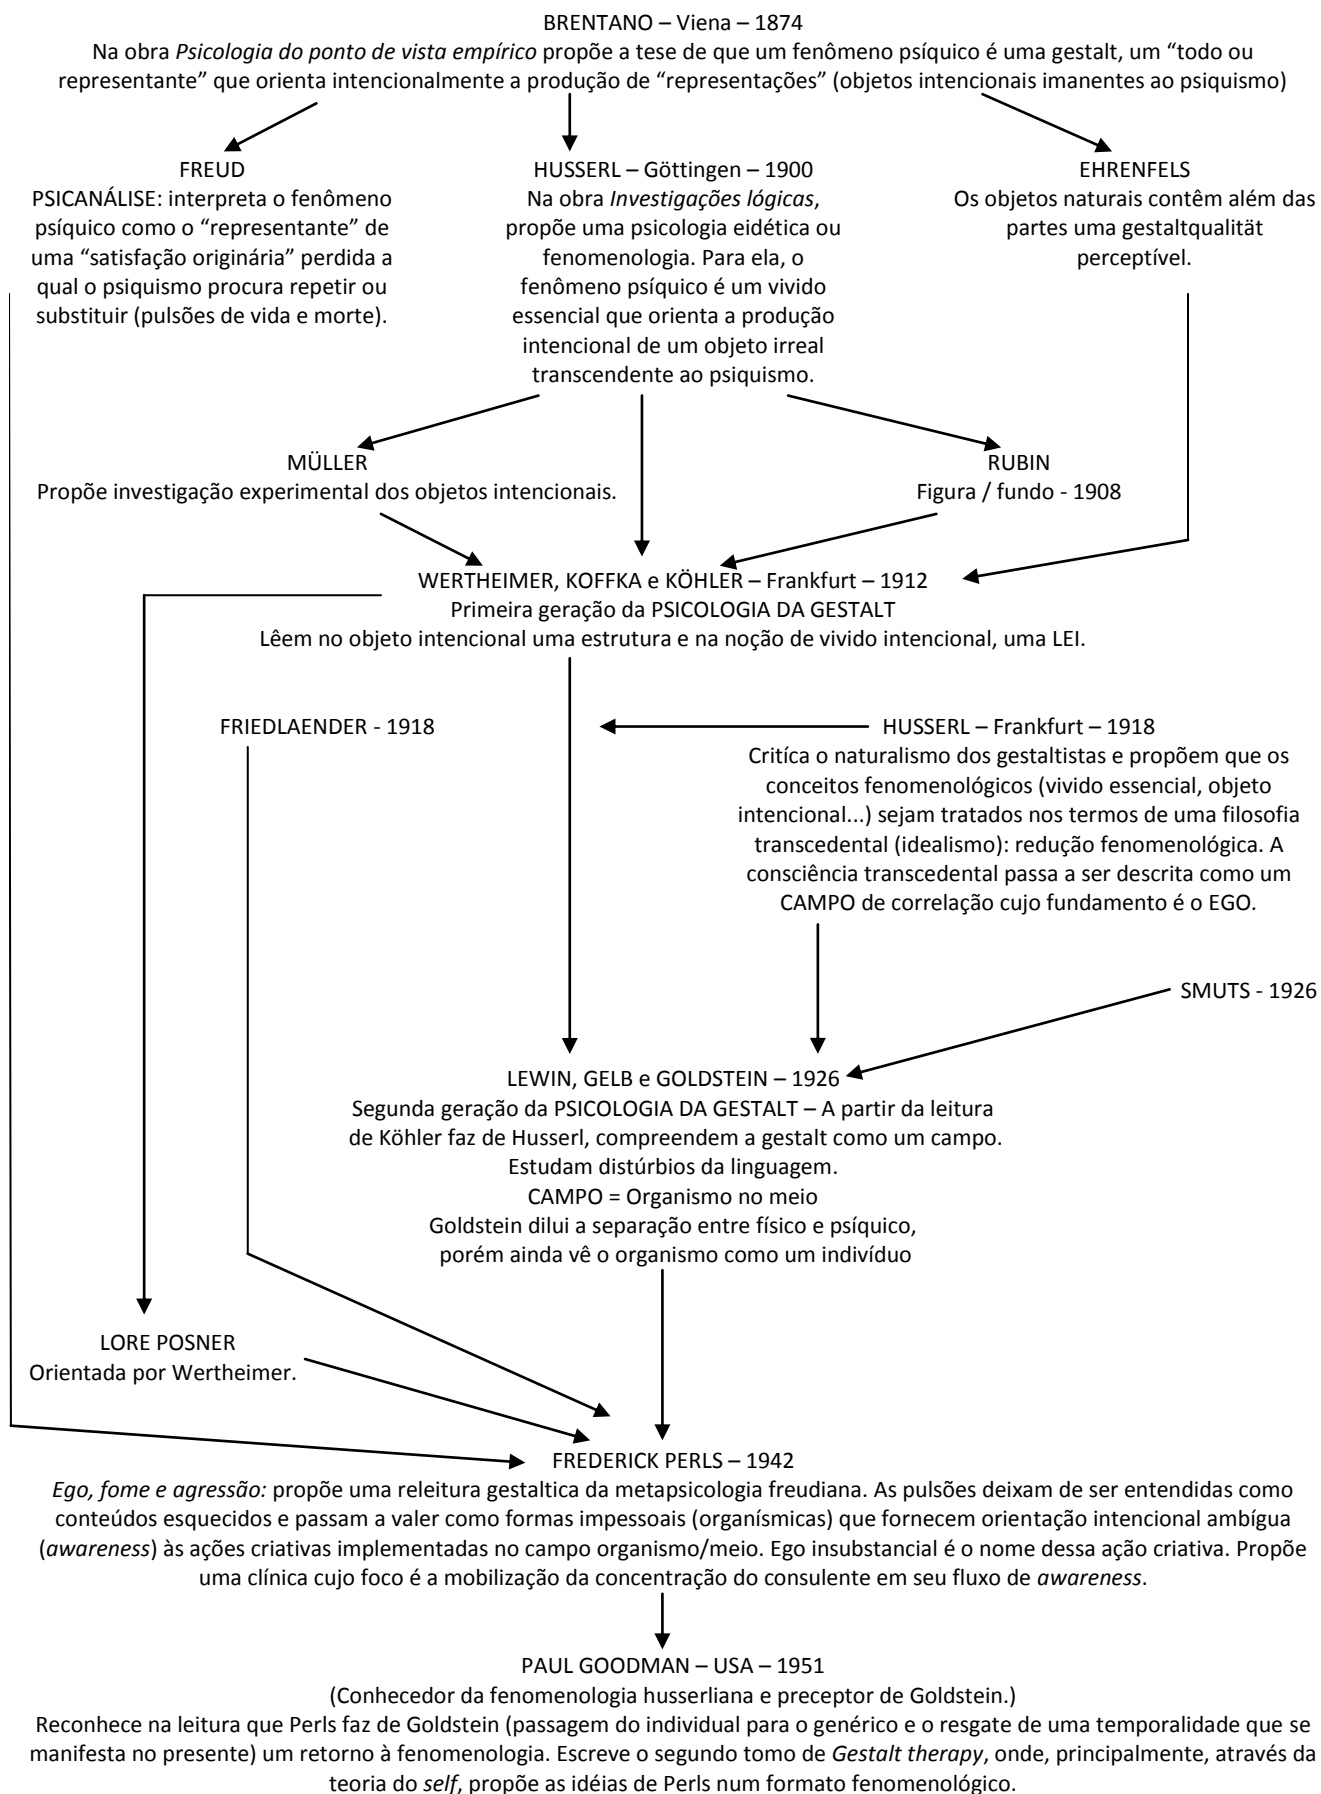 BRENTANO – Viena – 1874
Na obra Psicologia do ponto de vista empírico propõe a tese de que um fenômeno psíquico é uma gestalt, um “todo ou
representante” que orienta intencionalmente a produção de “representações” (objetos intencionais imanentes ao psiquismo)
FREUD
PSICANÁLISE: interpreta o fenômeno
psíquico como o “representante” de
uma “satisfação originária” perdida a
qual o psiquismo procura repetir ou
substituir (pulsões de vida e morte).
HUSSERL – Göttingen – 1900
Na obra Investigações lógicas,
propõe uma psicologia eidética ou
fenomenologia. Para ela, o
fenômeno psíquico é um vivido
essencial que orienta a produção
intencional de um objeto irreal
transcendente ao psiquismo.
EHRENFELS
Os objetos naturais contêm além das
partes uma gestaltqualität
perceptível.
MÜLLER
Propõe investigação experimental dos objetos intencionais.
RUBIN
Figura / fundo - 1908
WERTHEIMER, KOFFKA e KÖHLER – Frankfurt – 1912
Primeira geração da PSICOLOGIA DA GESTALT
Lêem no objeto intencional uma estrutura e na noção de vivido intencional, uma LEI.
FRIEDLAENDER - 1918
HUSSERL – Frankfurt – 1918
Critíca o naturalismo dos gestaltistas e propõem que os
conceitos fenomenológicos (vivido essencial, objeto
intencional...) sejam tratados nos termos de uma filosofia
transcedental (idealismo): redução fenomenológica. A
consciência transcedental passa a ser descrita como um
CAMPO de correlação cujo fundamento é o EGO.
SMUTS - 1926
LEWIN, GELB e GOLDSTEIN – 1926
Segunda geração da PSICOLOGIA DA GESTALT – A partir da leitura
de Köhler faz de Husserl, compreendem a gestalt como um campo.
Estudam distúrbios da linguagem.
CAMPO = Organismo no meio
Goldstein dilui a separação entre físico e psíquico,
porém ainda vê o organismo como um indivíduo
LORE POSNER
Orientada por Wertheimer.
FREDERICK PERLS – 1942
Ego, fome e agressão: propõe uma releitura gestaltica da metapsicologia freudiana. As pulsões deixam de ser entendidas como
conteúdos esquecidos e passam a valer como formas impessoais (organísmicas) que fornecem orientação intencional ambígua
(awareness) às ações criativas implementadas no campo organismo/meio. Ego insubstancial é o nome dessa ação criativa. Propõe
uma clínica cujo foco é a mobilização da concentração do consulente em seu fluxo de awareness.
PAUL GOODMAN – USA – 1951
(Conhecedor da fenomenologia husserliana e preceptor de Goldstein.)
Reconhece na leitura que Perls faz de Goldstein (passagem do individual para o genérico e o resgate de uma temporalidade que se
manifesta no presente) um retorno à fenomenologia. Escreve o segundo tomo de Gestalt therapy, onde, principalmente, através da
teoria do self, propõe as idéias de Perls num formato fenomenológico.